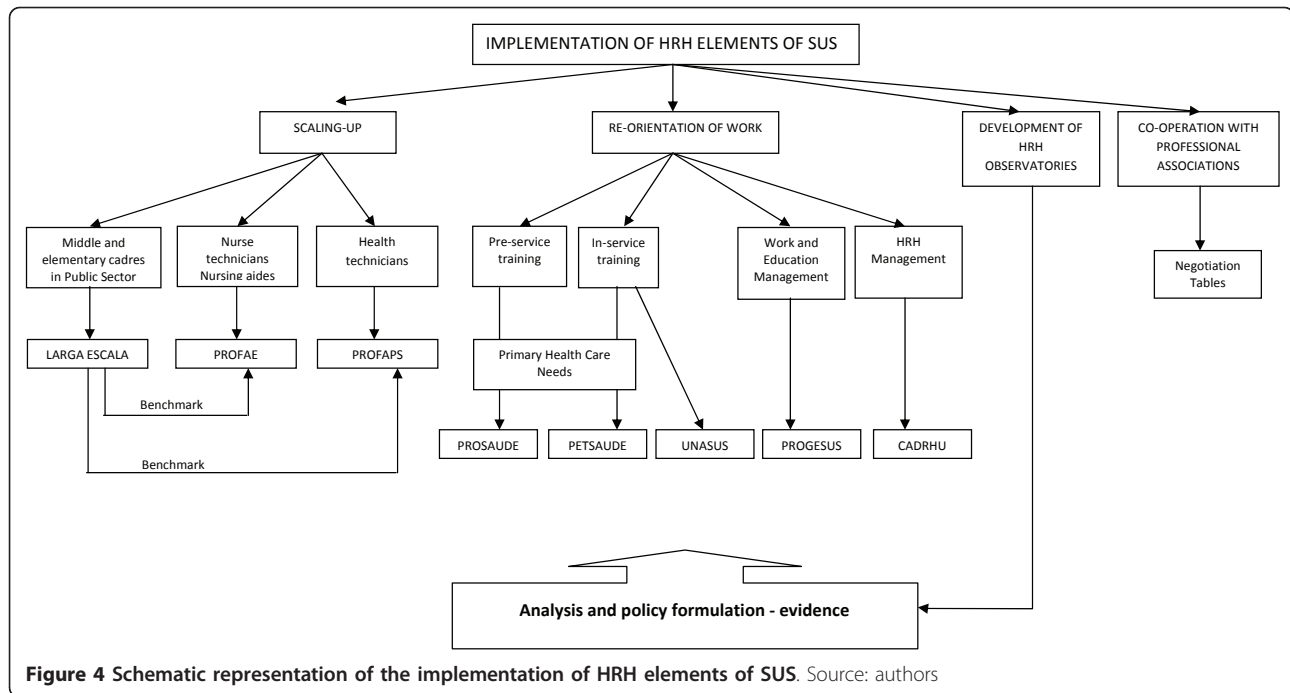 IMPLEMENTATION OF HRH ELEMENTS OF SUS
SCALING-UP
RE-ORIENTATION OF WORK
DEVELOPMENT OF
HRH
OBSERVATORIES
CO-OPERATION WITH
PROFESSIONAL
ASSOCIATIONS
Middle and
elementary cadres
in Public Sector
Nurse
technicians
Nursing aides
Health
technicians
Pre-service
training
In-service
training
Work and
Education
Management
HRH
Management
Negotiation
Tables
LARGA ESCALA
PROFAE
PROFAPS
Primary Health Care
Needs
Benchmark
Benchmark
PROSAUDE
PETSAUDE
UNASUS
PROGESUS
CADRHU
Analysis and policy formulation - evidence
Figure 4 Schematic representation of the implementation of HRH elements of SUS. Source: authors